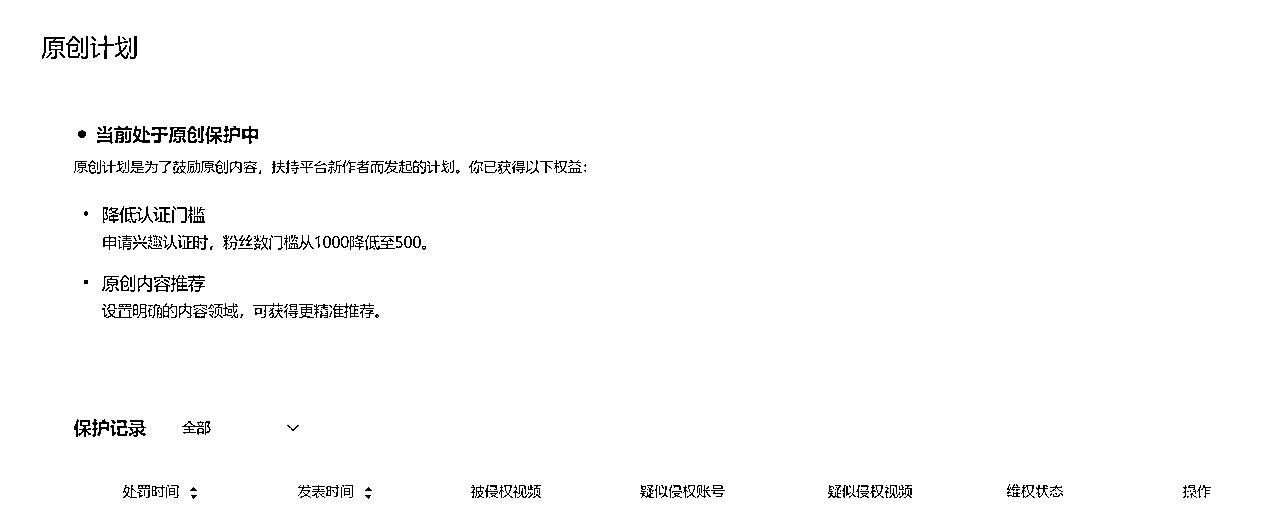 原创计划
当前处于原创保护中
原创计划是为了鼓励原创内容，扶持平台新作者而发起的计划。你已获得以下权益：
降低认证门槛
申请兴趣认证时，粉丝数门槛从1000降低至500。
原创内容推荐
设置明确的内容领域，可获得更精准推荐。
保护记录 全部
处罚时间 发表时间 被侵权视频 疑似侵权账号 疑似侵权视频 维权状态 操作